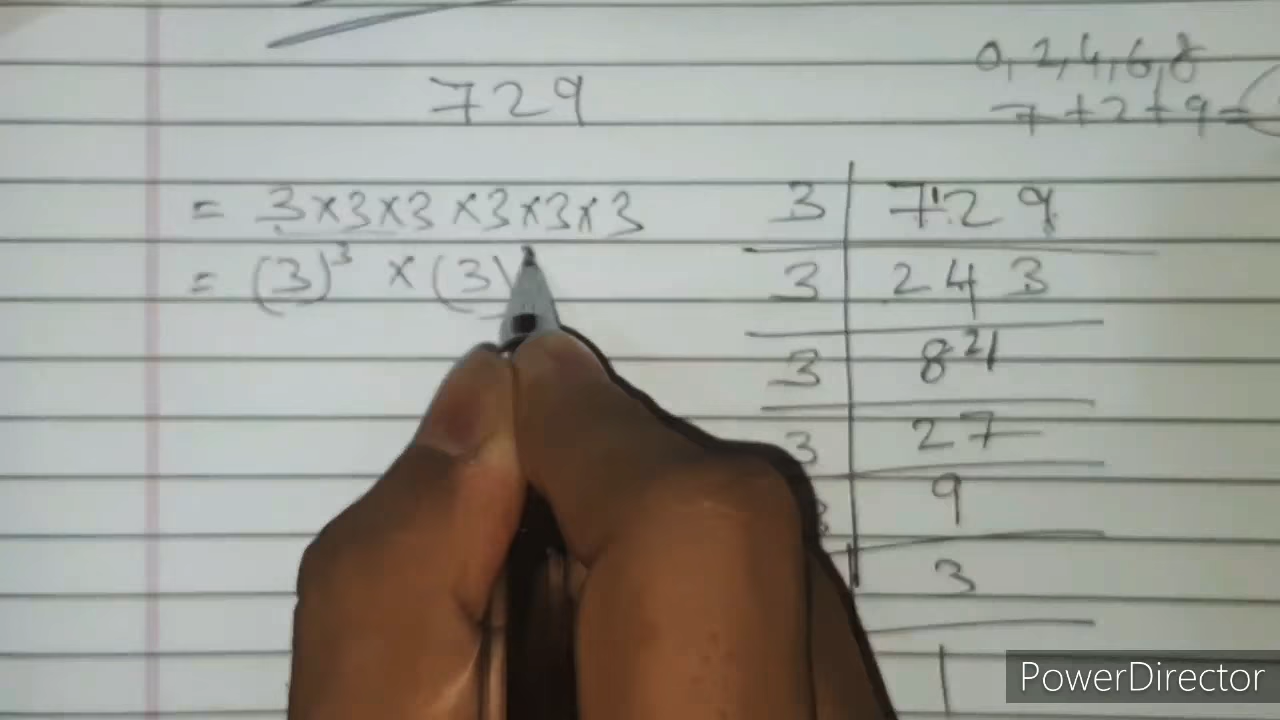 0, 2, 4, 6, 8
729
7 + 2 + 9 =
= 3 × 3 × 3 × 3 × 3 × 3
= (3)³ × (3)
3 729
3 243
3 821
3 27
9
3
1
PowerDirector